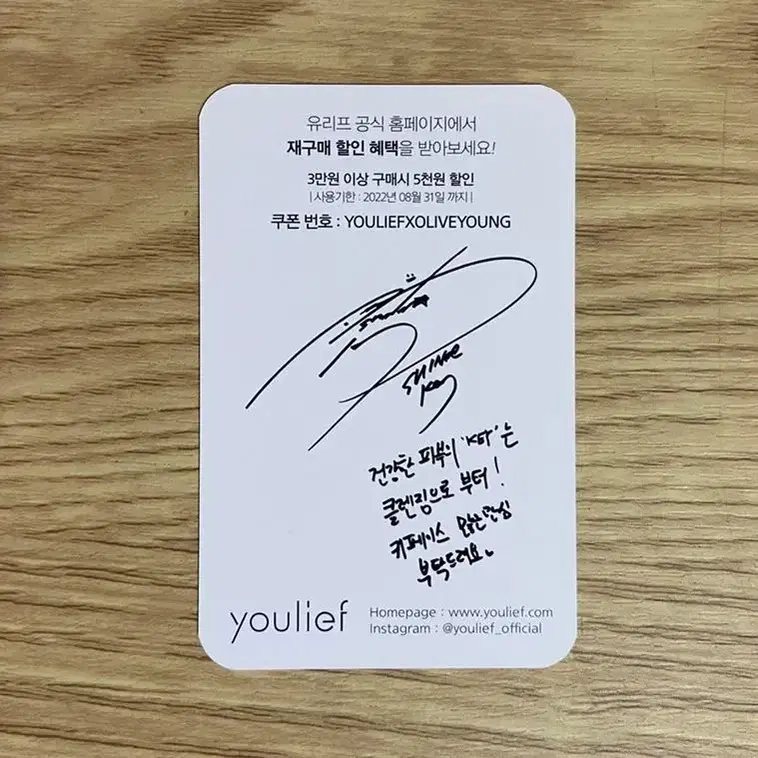 유리프 공식 홈페이지에서
재구매 할인 혜택을 받아보세요!
3만원 이상 구매시 5천원 할인
| 사용기한 : 2022년 08월 31일 까지 |
쿠폰 번호 : YOULIEFXOLIVEYOUNG
SHINee
Key
건강한 피부의 'KEY'는
클렌징으로 부터!
키페이스 많은관심
부탁드려요
youlief
Homepage : www.youlief.com
Instagram : @youlief_official